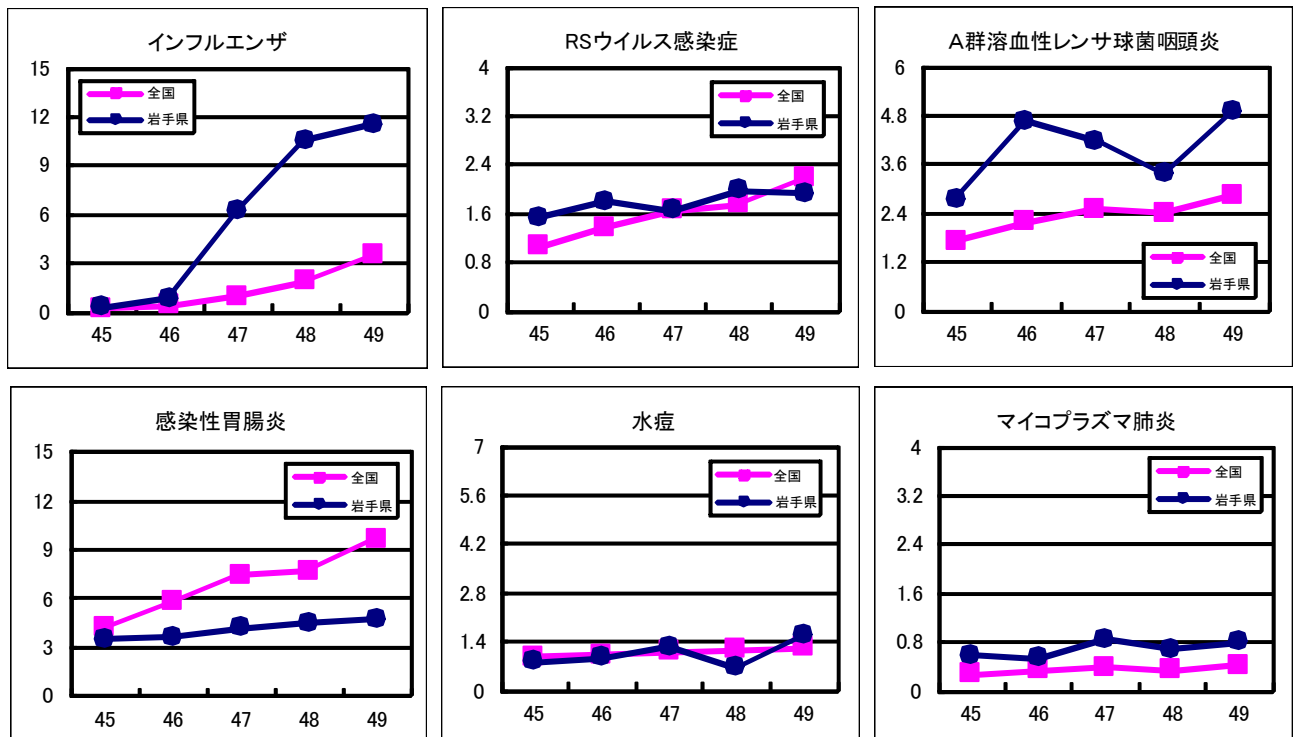 インフルエンザ
15
12
9
6
3
0
全国
岩手県
45 46 47 48 49
RSウイルス感染症
4
3.2
2.4
1.6
0.8
0
全国
岩手県
45 46 47 48 49
A群溶血性レンサ球菌咽頭炎
6
4.8
3.6
2.4
1.2
0
全国
岩手県
45 46 47 48 49
感染性胃腸炎
15
12
9
6
3
0
全国
岩手県
45 46 47 48 49
水痘
7
5.6
4.2
2.8
1.4
0
全国
岩手県
45 46 47 48 49
マイコプラズマ肺炎
4
3.2
2.4
1.6
0.8
0
全国
岩手県
45 46 47 48 49